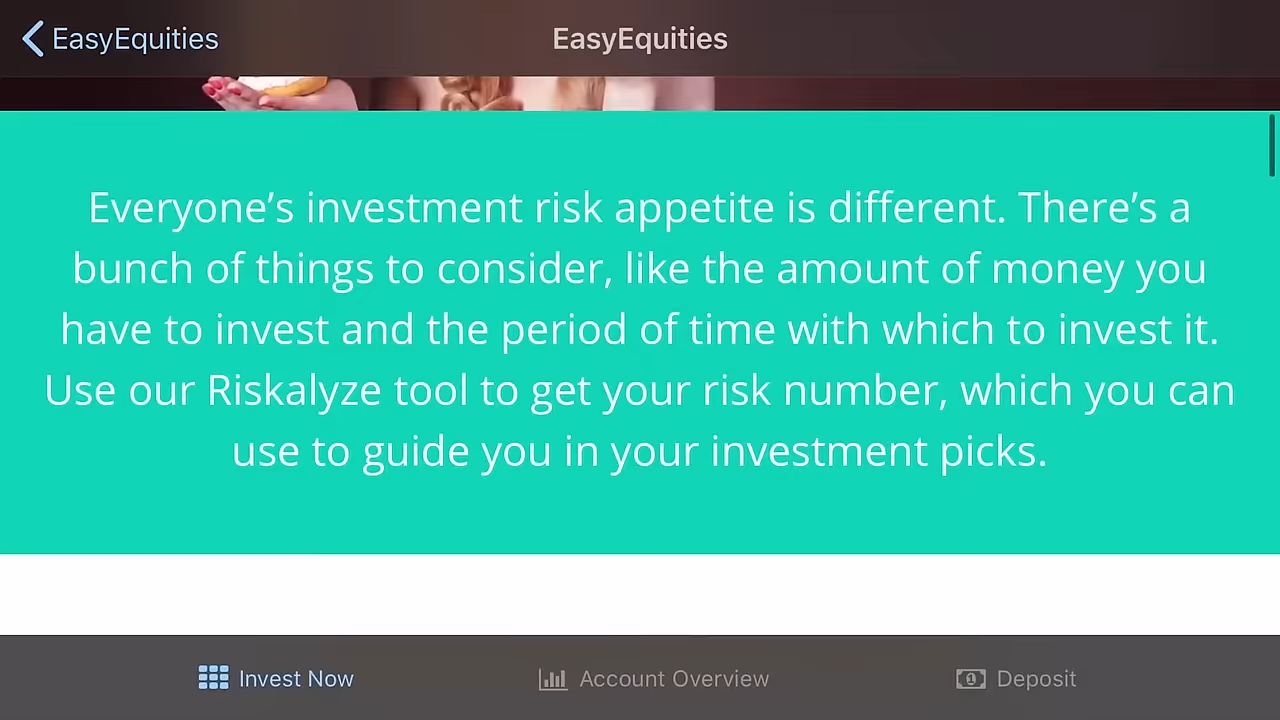 EasyEquities
EasyEquities
Everyone’s investment risk appetite is different. There’s a
bunch of things to consider, like the amount of money you
have to invest and the period of time with which to invest it.
Use our Riskalyze tool to get your risk number, which you can
use to guide you in your investment picks.
Invest Now
Account Overview
Deposit